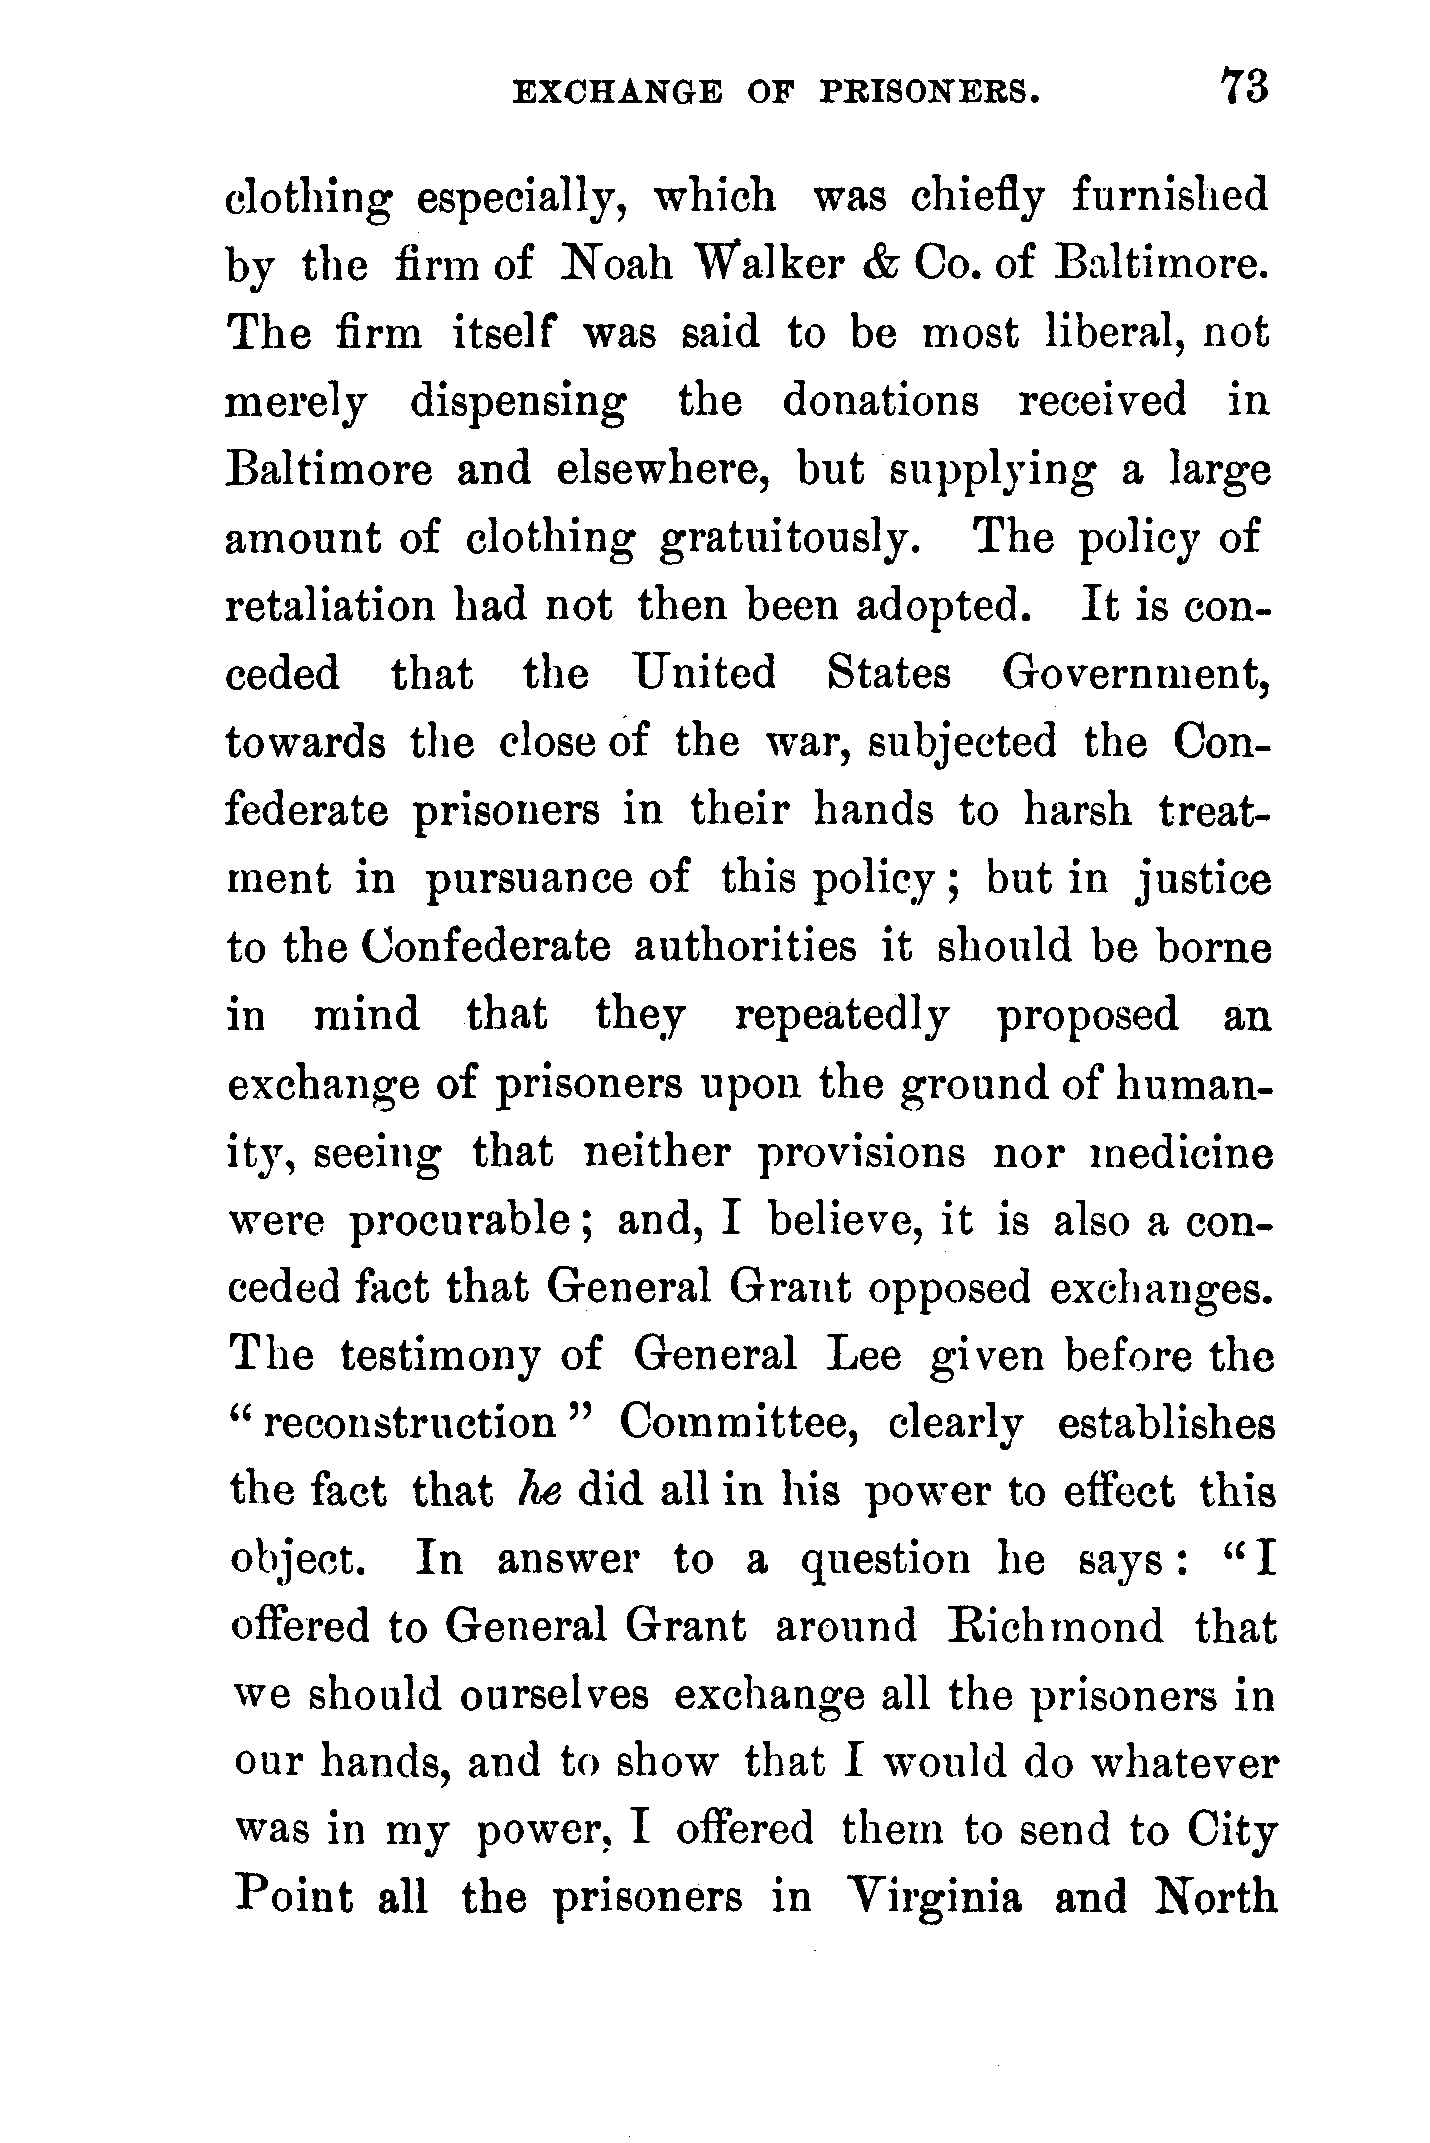 EXCHANGE OF PRISONERS. 73
clothing especially, which was chiefly furnished
by the firm of Noah Walker & Co. of Baltimore.
The firm itself was said to be most liberal, not
merely dispensing the donations received in
Baltimore and elsewhere, but supplying a large
amount of clothing gratuitously. The policy of
retaliation had not then been adopted. It is con-
ceded that the United States Government,
towards the close of the war, subjected the Con-
federate prisoners in their hands to harsh treat-
ment in pursuance of this policy; but in justice
to the Confederate authorities it should be borne
in mind that they repeatedly proposed an
exchange of prisoners upon the ground of human-
ity, seeing that neither provisions nor medicine
were procurable; and, I believe, it is also a con-
ceded fact that General Grant opposed exchanges.
The testimony of General Lee given before the
“reconstruction” Committee, clearly establishes
the fact that he did all in his power to effect this
object. In answer to a question he says: “I
offered to General Grant around Richmond that
we should ourselves exchange all the prisoners in
our hands, and to show that I would do whatever
was in my power, I offered them to send to City
Point all the prisoners in Virginia and North